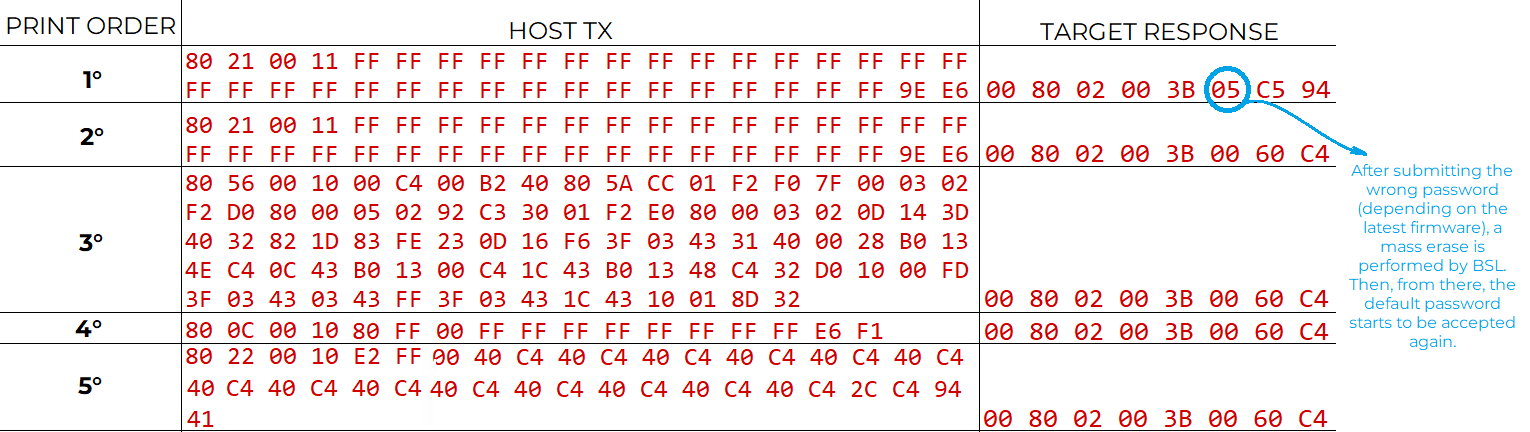 PRINT ORDER HOST TX TARGET RESPONSE
80 21 00 11 FF FF FF FF FF FF FF FF FF FF FF FF FF FF FF
1° FF FF FF FF FF FF FF FF FF FF FF FF FF FF FF FF FF 9E E6 00 80 02 00 3B 05 C5 94
80 21 00 11 FF FF FF FF FF FF FF FF FF FF FF FF FF FF FF
2° FF FF FF FF FF FF FF FF FF FF FF FF FF FF FF FF FF 9E E6 00 80 02 00 3B 00 60 C4
80 56 00 10 00 C4 00 B2 40 80 5A CC 01 F2 F0 7F 00 03 02
F2 D0 80 00 05 02 92 C3 30 01 F2 E0 80 00 03 02 0D 14 3D
3° 40 32 82 1D 83 FE 23 0D 16 F6 3F 03 43 31 40 00 28 B0 13
4E C4 0C 43 B0 13 00 C4 1C 43 B0 13 48 C4 32 D0 10 00 FD
3F 03 43 03 43 FF 3F 03 43 1C 43 10 01 8D 32 00 80 02 00 3B 00 60 C4
4° 80 0C 00 10 80 FF 00 FF FF FF FF FF FF FF FF E6 F1 00 80 02 00 3B 00 60 C4
80 22 00 10 E2 FF 00 40 C4 40 C4 40 C4 40 C4 40 C4 40 C4
5° 40 C4 40 C4 40 C4 40 C4 40 C4 40 C4 40 C4 40 C4 2C C4 94
41 00 80 02 00 3B 00 60 C4
After submitting the
wrong password
(depending on the
latest firmware), a
mass erase is
performed by BSL.
Then, from there, the
default password
starts to be accepted
again.